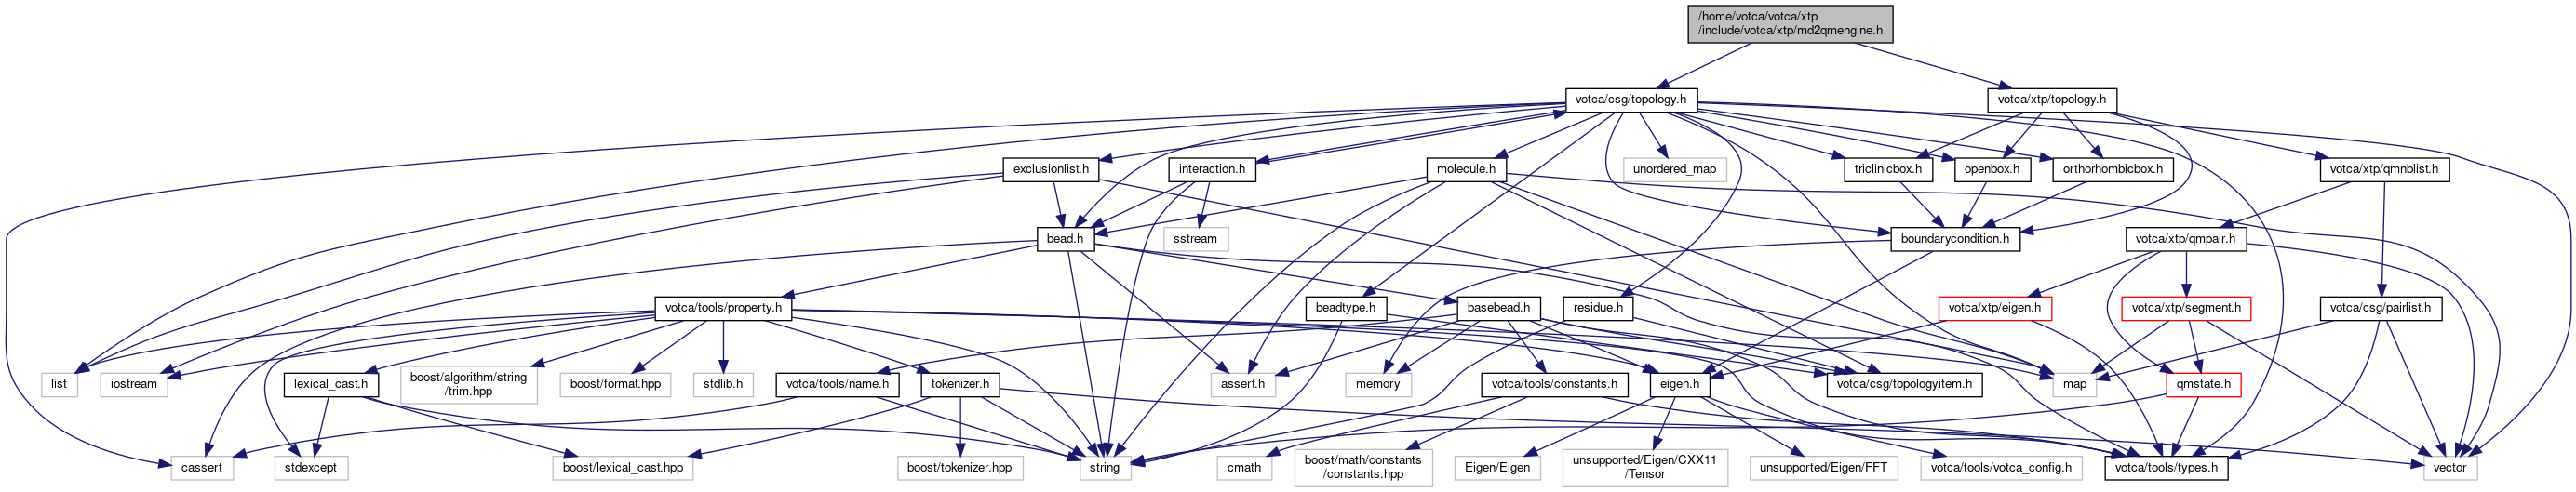 /home/votca/votca/xtp
/include/votca/xtp/md2qmengine.h
votca/csg/topology.h
votca/xtp/topology.h
exclusionlist.h
interaction.h
molecule.h
unordered_map
triclinicbox.h
openbox.h
orthorhombicbox.h
votca/xtp/qmnblist.h
bead.h
sstream
boundarycondition.h
votca/xtp/qmpair.h
votca/tools/property.h
beadtype.h
basebead.h
residue.h
votca/xtp/eigen.h
votca/xtp/segment.h
votca/csg/pairlist.h
list
iostream
lexical_cast.h
boost/algorithm/string
/trim.hpp
boost/format.hpp
stdlib.h
votca/tools/name.h
tokenizer.h
assert.h
memory
votca/tools/constants.h
eigen.h
votca/csg/topologyitem.h
map
qmstate.h
cassert
stdexcept
boost/lexical_cast.hpp
boost/tokenizer.hpp
string
cmath
boost/math/constants
/constants.hpp
Eigen/Eigen
unsupported/Eigen/CXX11
/Tensor
unsupported/Eigen/FFT
votca/tools/votca_config.h
votca/tools/types.h
vector